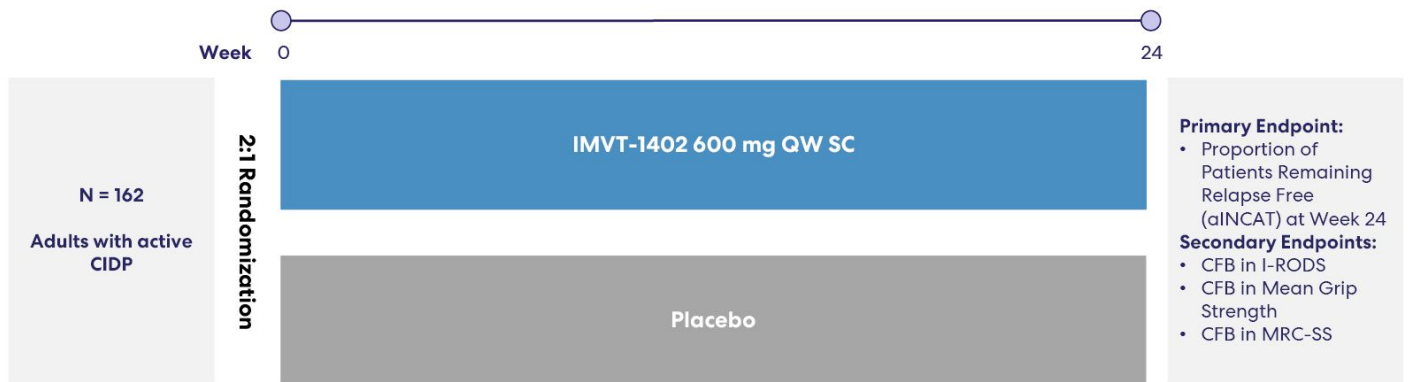 Week 0 24
N = 162
Adults with active
CIDP
2:1 Randomization
IMVT-1402 600 mg QW SC
Placebo
Primary Endpoint:
• Proportion of
Patients Remaining
Relapse Free
(aINCAT) at Week 24
Secondary Endpoints:
• CFB in I-RODS
• CFB in Mean Grip
Strength
• CFB in MRC-SS